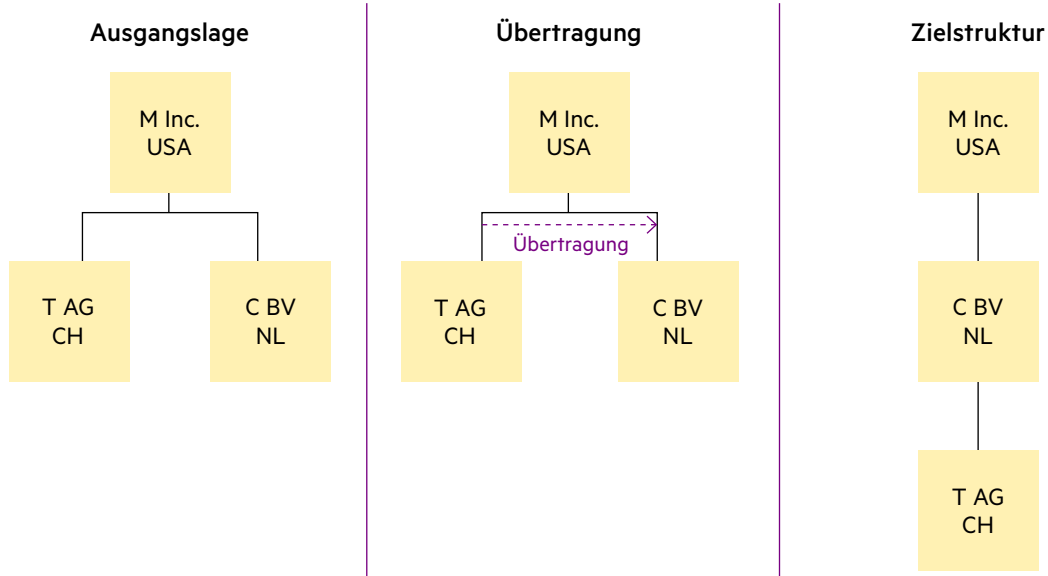 Ausgangslage
M Inc.
USA
T AG
CH
C BV
NL
Übertragung
M Inc.
USA
Übertragung
T AG
CH
C BV
NL
Zielstruktur
M Inc.
USA
C BV
NL
T AG
CH